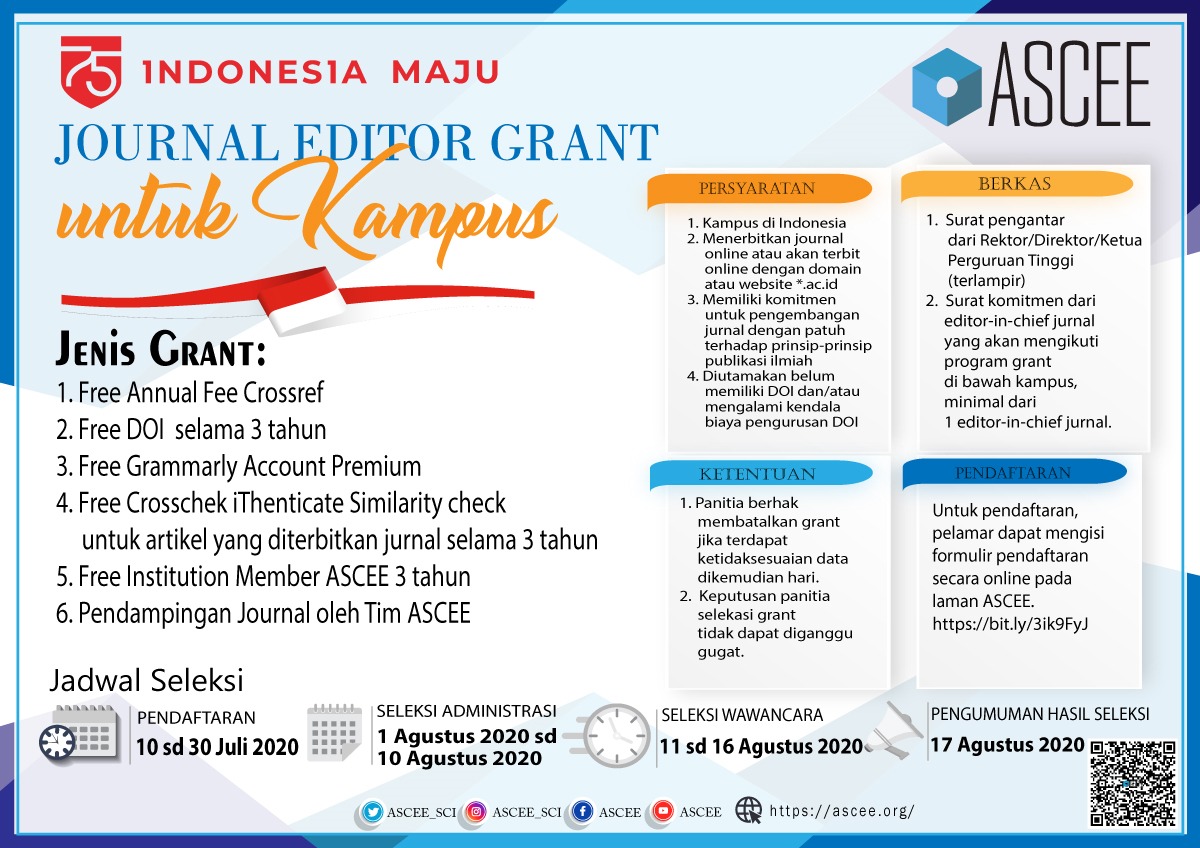 75 1NDONES1A MAJU
ASCEE
JOURNAL EDITOR GRANT
untuk Kampus
Jenis Grant:
1. Free Annual Fee Crossref
2. Free DOI selama 3 tahun
3. Free Grammarly Account Premium
4. Free Crosschek iThenticate Similarity check
untuk artikel yang diterbitkan jurnal selama 3 tahun
5. Free Institution Member ASCEE 3 tahun
6. Pendampingan Journal oleh Tim ASCEE
PERSYARATAN
1. Kampus di Indonesia
2. Menerbitkan journal
online atau akan terbit
online dengan domain
atau website *.ac.id
3. Memiliki komitmen
untuk pengembangan
jurnal dengan patuh
terhadap prinsip-prinsip
publikasi ilmiah
4. Diutamakan belum
memiliki DOI dan/atau
mengalami kendala
biaya pengurusan DOI
BERKAS
1. Surat pengantar
dari Rektor/Direktor/Ketua
Perguruan Tinggi
(terlampir)
2. Surat komitmen dari
editor-in-chief jurnal
yang akan mengikuti
program grant
di bawah kampus,
minimal dari
1 editor-in-chief jurnal.
KETENTUAN
1. Panitia berhak
membatalkan grant
jika terdapat
ketidaksesuaian data
dikemudian hari.
2. Keputusan panitia
selekasi grant
tidak dapat diganggu
gugat.
PENDAFTARAN
Untuk pendaftaran,
pelamar dapat mengisi
formulir pendaftaran
secara online pada
laman ASCEE.
https://bit.ly/3ik9FyJ
Jadwal Seleksi
PENDAFTARAN
10 sd 30 Juli 2020
SELEKSI ADMINISTRASI
1 Agustus 2020 sd
10 Agustus 2020
SELEKSI WAWANCARA
11 sd 16 Agustus 2020
PENGUMUMAN HASIL SELEKSI
17 Agustus 2020
ASCEE_SCI ASCEE_SCI ASCEE ASCEE https://ascee.org/